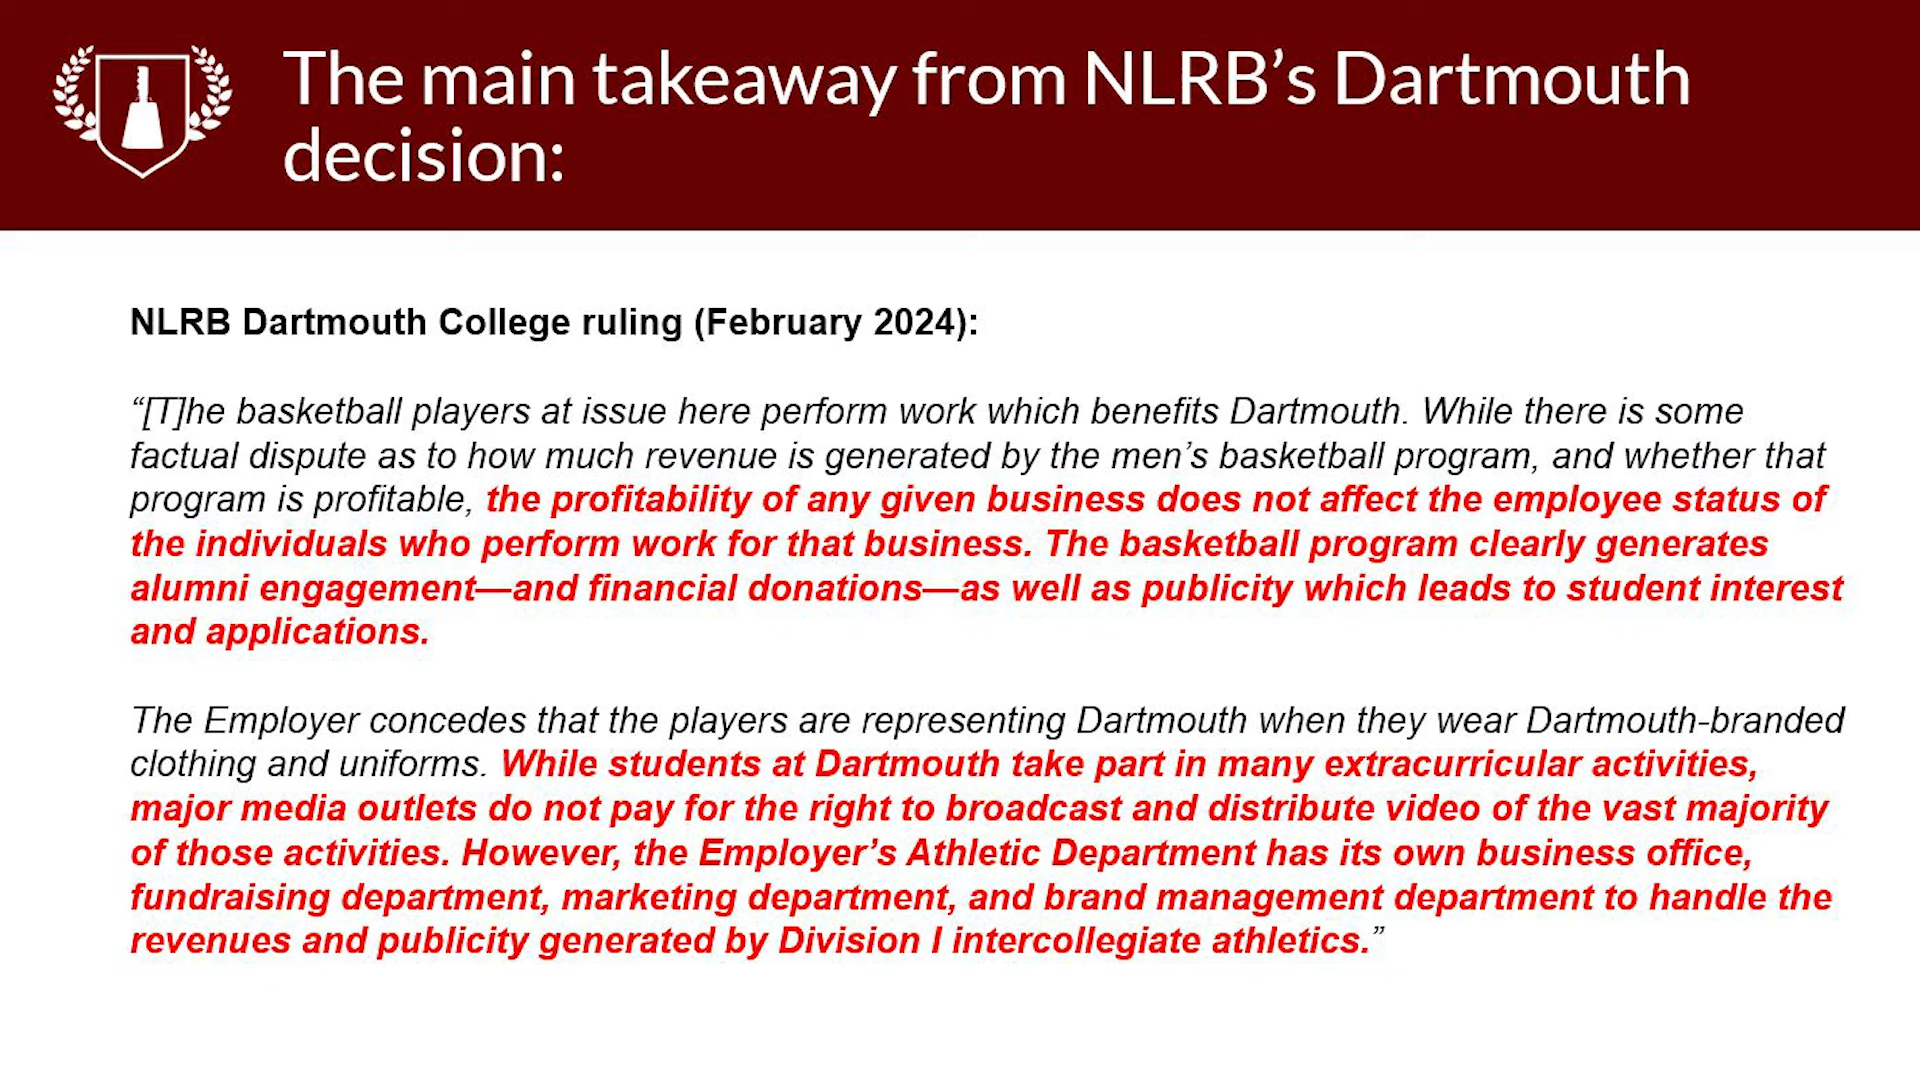 The main takeaway from NLRB’s Dartmouth
decision:
NLRB Dartmouth College ruling (February 2024):
“[T]he basketball players at issue here perform work which benefits Dartmouth. While there is some
factual dispute as to how much revenue is generated by the men’s basketball program, and whether that
program is profitable, the profitability of any given business does not affect the employee status of
the individuals who perform work for that business. The basketball program clearly generates
alumni engagement—and financial donations—as well as publicity which leads to student interest
and applications.
The Employer concedes that the players are representing Dartmouth when they wear Dartmouth-branded
clothing and uniforms. While students at Dartmouth take part in many extracurricular activities,
major media outlets do not pay for the right to broadcast and distribute video of the vast majority
of those activities. However, the Employer’s Athletic Department has its own business office,
fundraising department, marketing department, and brand management department to handle the
revenues and publicity generated by Division I intercollegiate athletics.”